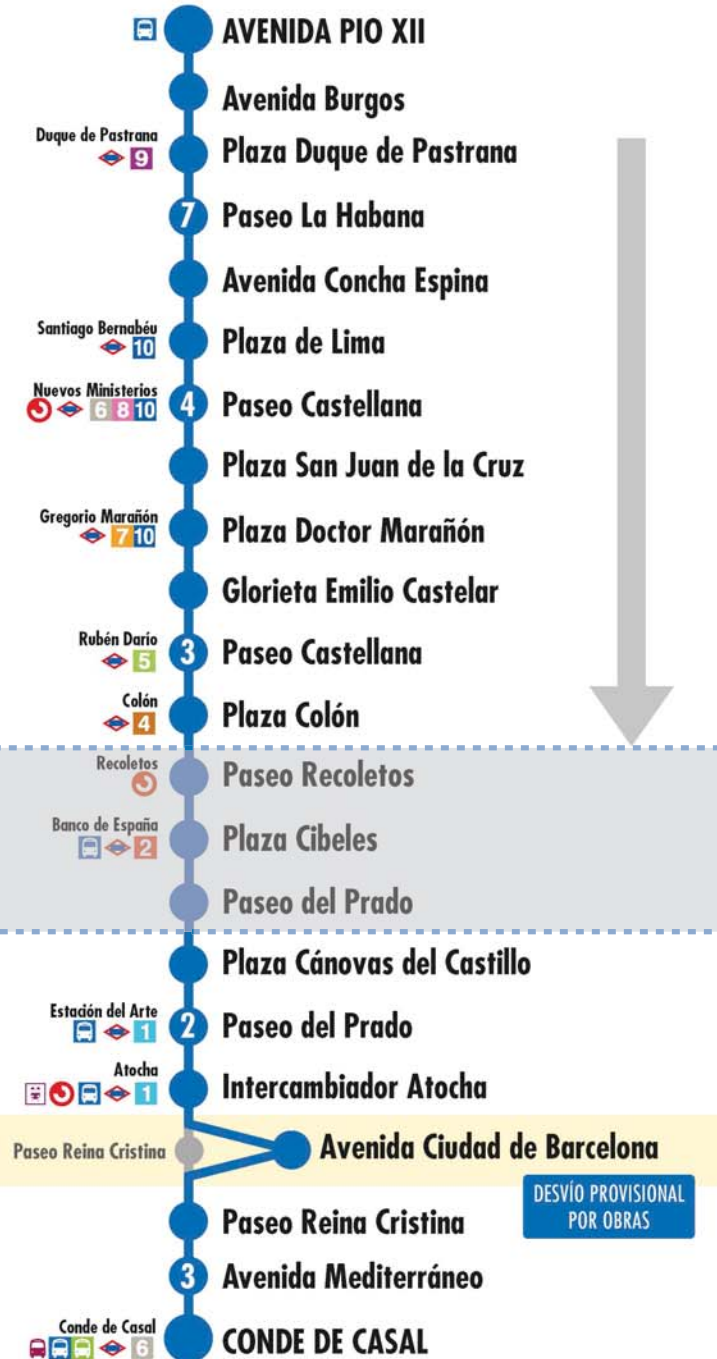 AVENIDA PIO XII
Avenida Burgos
Duque de Pastrana
9
Plaza Duque de Pastrana
7
Paseo La Habana
Avenida Concha Espina
Santiago Bernabéu
10
Plaza de Lima
Nuevos Ministerios
6 8 10
4
Paseo Castellana
Plaza San Juan de la Cruz
Gregorio Marañón
7 10
Plaza Doctor Marañón
Glorieta Emilio Castelar
Rubén Darío
5
3
Paseo Castellana
Colón
4
Plaza Colón
Recoletos
Paseo Recoletos
Banco de España
2
Plaza Cibeles
Paseo del Prado
Plaza Cánovas del Castillo
Estación del Arte
1
2
Paseo del Prado
Atocha
1
Intercambiador Atocha
Paseo Reina Cristina
Avenida Ciudad de Barcelona
DESVÍO PROVISIONAL
POR OBRAS
Paseo Reina Cristina
3
Avenida Mediterráneo
Conde de Casal
6
CONDE DE CASAL